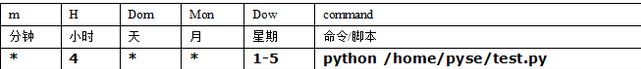 m H Dom Mon Dow command
分钟 小时 天 月 星期 命令/脚本
* 4 * * 1-5 python /home/pyse/test.py